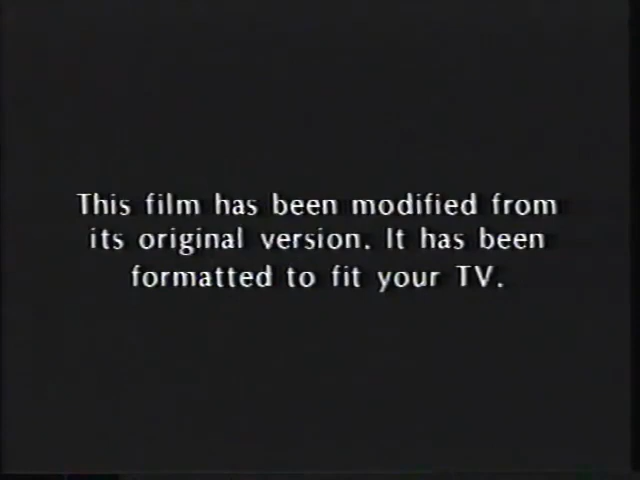 This film has been modified from
its original version. It has been
formatted to fit your TV.